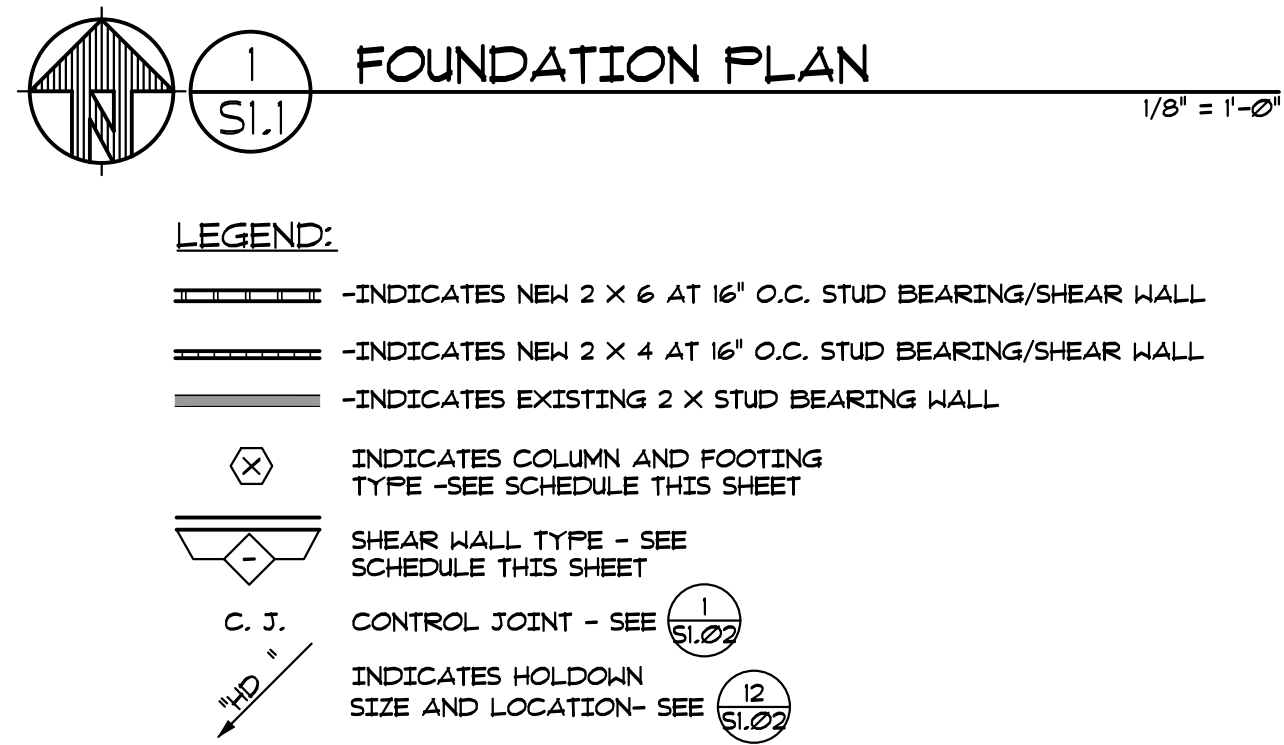 N
1
S1.1
FOUNDATION PLAN
1/8" = 1'-Ø"
LEGEND:
-INDICATES NEW 2 X 6 AT 16" O.C. STUD BEARING/SHEAR WALL
-INDICATES NEW 2 X 4 AT 16" O.C. STUD BEARING/SHEAR WALL
-INDICATES EXISTING 2 X STUD BEARING WALL
X
INDICATES COLUMN AND FOOTING
TYPE -SEE SCHEDULE THIS SHEET
-
SHEAR WALL TYPE - SEE
SCHEDULE THIS SHEET
C. J.
CONTROL JOINT - SEE
1
S1.Ø2
"HD "
INDICATES HOLDOWN
SIZE AND LOCATION- SEE
12
S1.Ø2